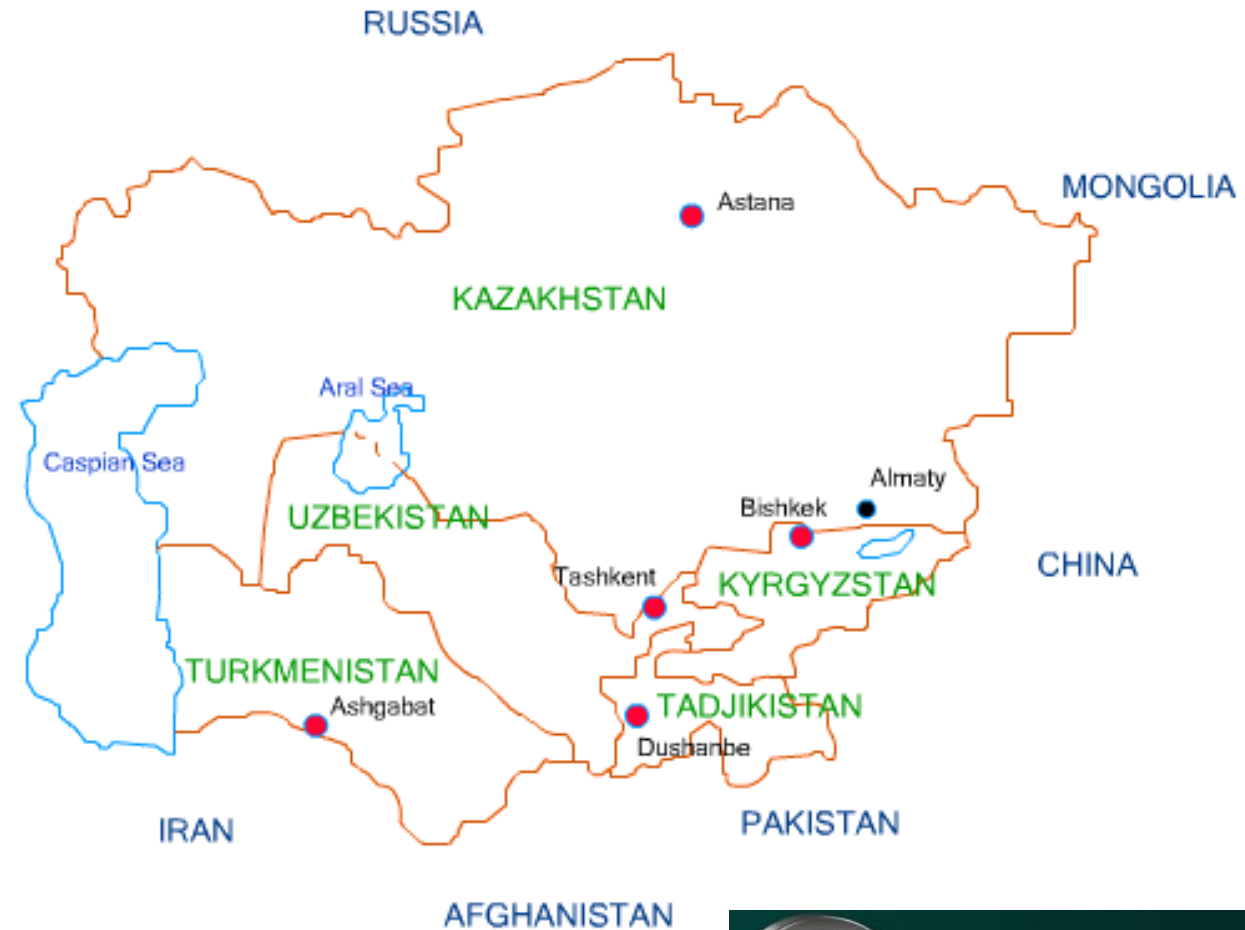 RUSSIA
MONGOLIA
Astana
KAZAKHSTAN
Aral Sea
Caspian Sea
Almaty
Bishkek
UZBEKISTAN
CHINA
Tashkent
KYRGYZSTAN
TURKMENISTAN
Ashgabat
TADJIKISTAN
Dushanbe
IRAN
PAKISTAN
AFGHANISTAN